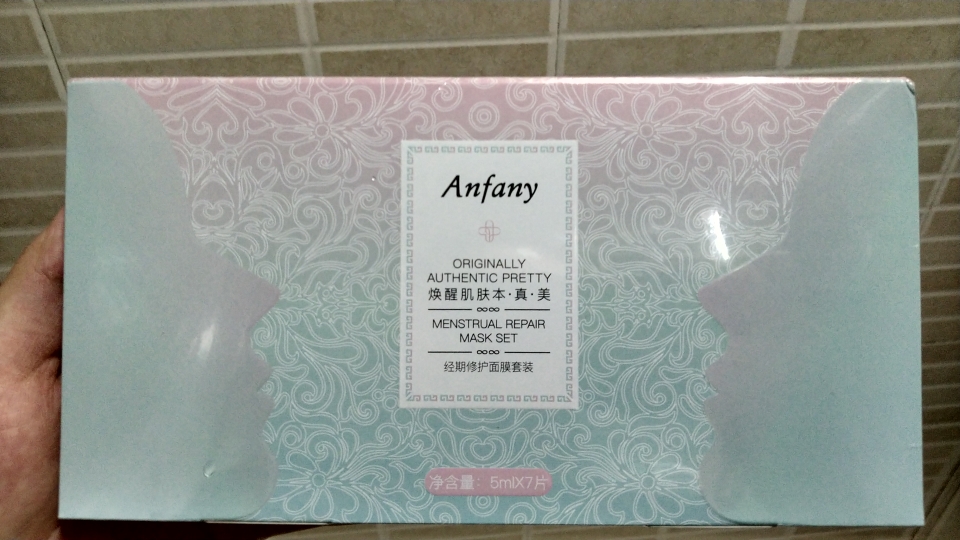 Anfany
ORIGINALLY
AUTHENTIC PRETTY
焕醒肌肤本·真·美
MENSTRUAL REPAIR
MASK SET
经期修护面膜套装
净含量：5mlX7片